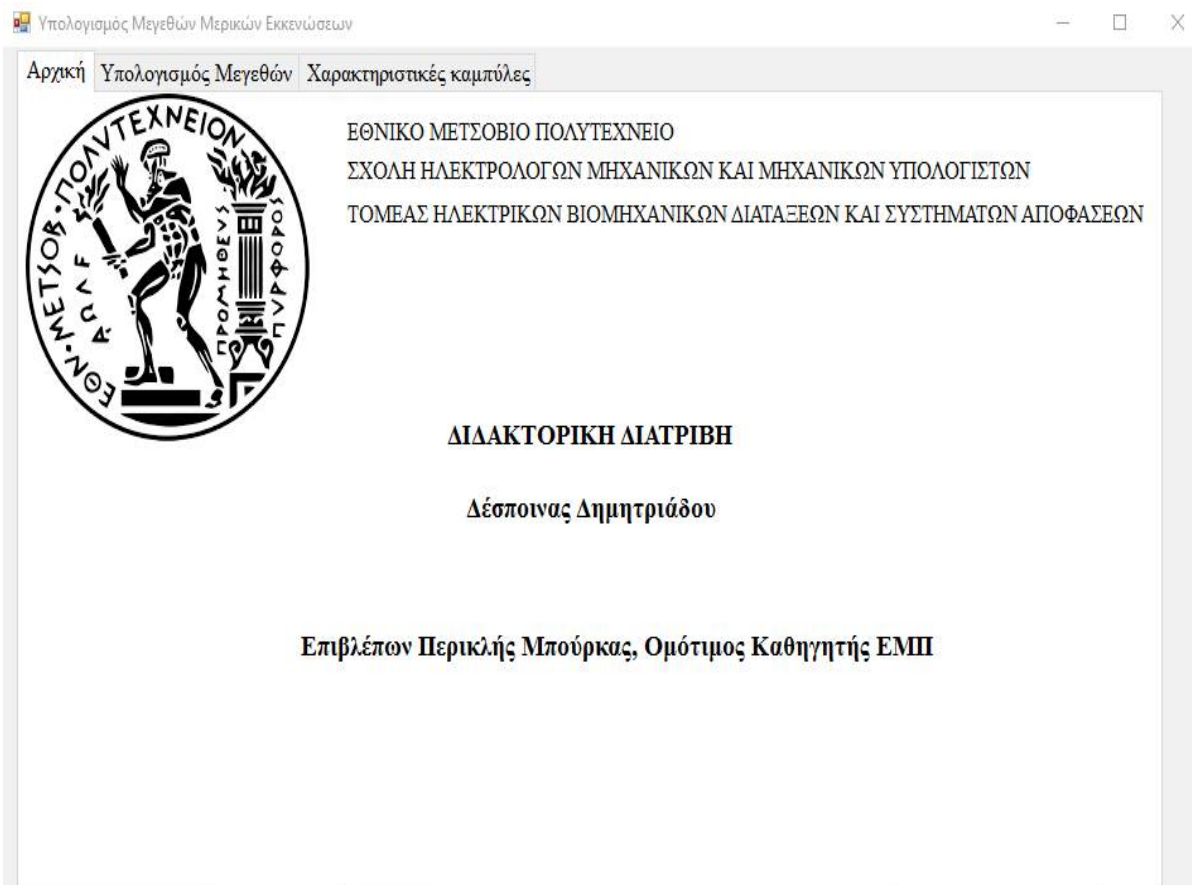 Υπολογισμός Μεγεθών Μερικών Εκκενώσεων
Αρχική Υπολογισμός Μεγεθών Χαρακτηριστικές καμπύλες
ΕΘΝ·ΜΕΤΣΟΒ·ΠΟΛΥΤΕΧΝΕΙΟΝ
ΑΩΛϚ
ΠΡΟΜΗΘΕΥΣ
ΠΥΡΦΟΡΟΣ
ΕΘΝΙΚΟ ΜΕΤΣΟΒΙΟ ΠΟΛΥΤΕΧΝΕΙΟ
ΣΧΟΛΗ ΗΛΕΚΤΡΟΛΟΓΩΝ ΜΗΧΑΝΙΚΩΝ ΚΑΙ ΜΗΧΑΝΙΚΩΝ ΥΠΟΛΟΓΙΣΤΩΝ
ΤΟΜΕΑΣ ΗΛΕΚΤΡΙΚΩΝ ΒΙΟΜΗΧΑΝΙΚΩΝ ΔΙΑΤΑΞΕΩΝ ΚΑΙ ΣΥΣΤΗΜΑΤΩΝ ΑΠΟΦΑΣΕΩΝ
ΔΙΔΑΚΤΟΡΙΚΗ ΔΙΑΤΡΙΒΗ
Δέσποινας Δημητριάδου
Επιβλέπων Περικλής Μπούρκας, Ομότιμος Καθηγητής ΕΜΠ